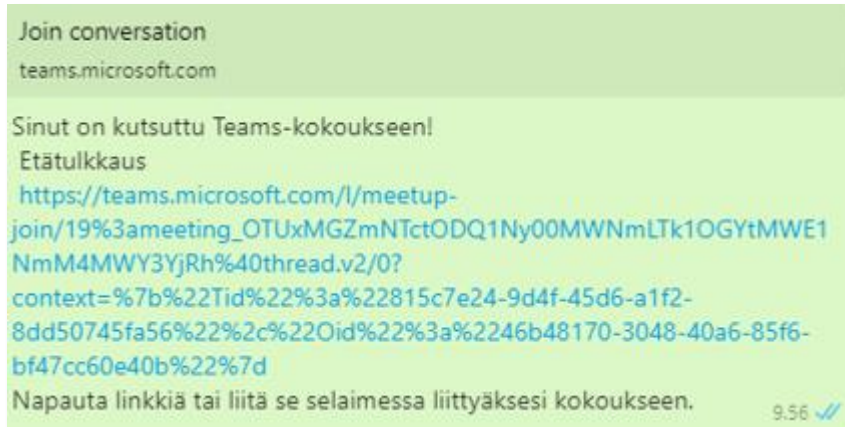 Join conversation
teams.microsoft.com
Sinut on kutsuttu Teams-kokoukseen!
Etätulkkaus
https://teams.microsoft.com/l/meetup-
join/19%3ameeting_OTUxMGZmNTctODQ1Ny00MWNmLTk1OGYtMWE1
NmM4MWY3YjRh%40thread.v2/0?
context=%7b%22Tid%22%3a%22815c7e24-9d4f-45d6-a1f2-
8dd50745fa56%22%2c%22Oid%22%3a%2246b48170-3048-40a6-85f6-
bf47cc60e40b%22%7d
Napauta linkkiä tai liitä se selaimessa liittyäksesi kokoukseen.
9.56